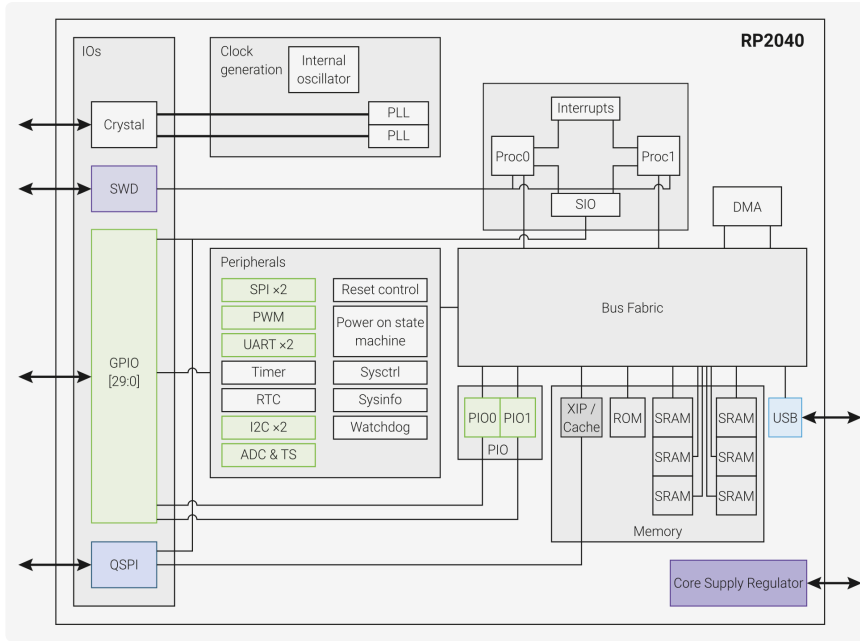 RP2040
IOs
Clock
generation
Internal
oscillator
Crystal
PLL
PLL
Interrupts
Proc0
Proc1
SWD
SIO
DMA
GPIO
[29:0]
Peripherals
SPI ×2
PWM
UART ×2
Timer
RTC
I2C ×2
ADC & TS
Reset control
Power on state
machine
Sysctrl
Sysinfo
Watchdog
Bus Fabric
PIO0
PIO1
PIO
XIP /
Cache
ROM
SRAM
SRAM
SRAM
SRAM
SRAM
SRAM
Memory
USB
QSPI
Core Supply Regulator